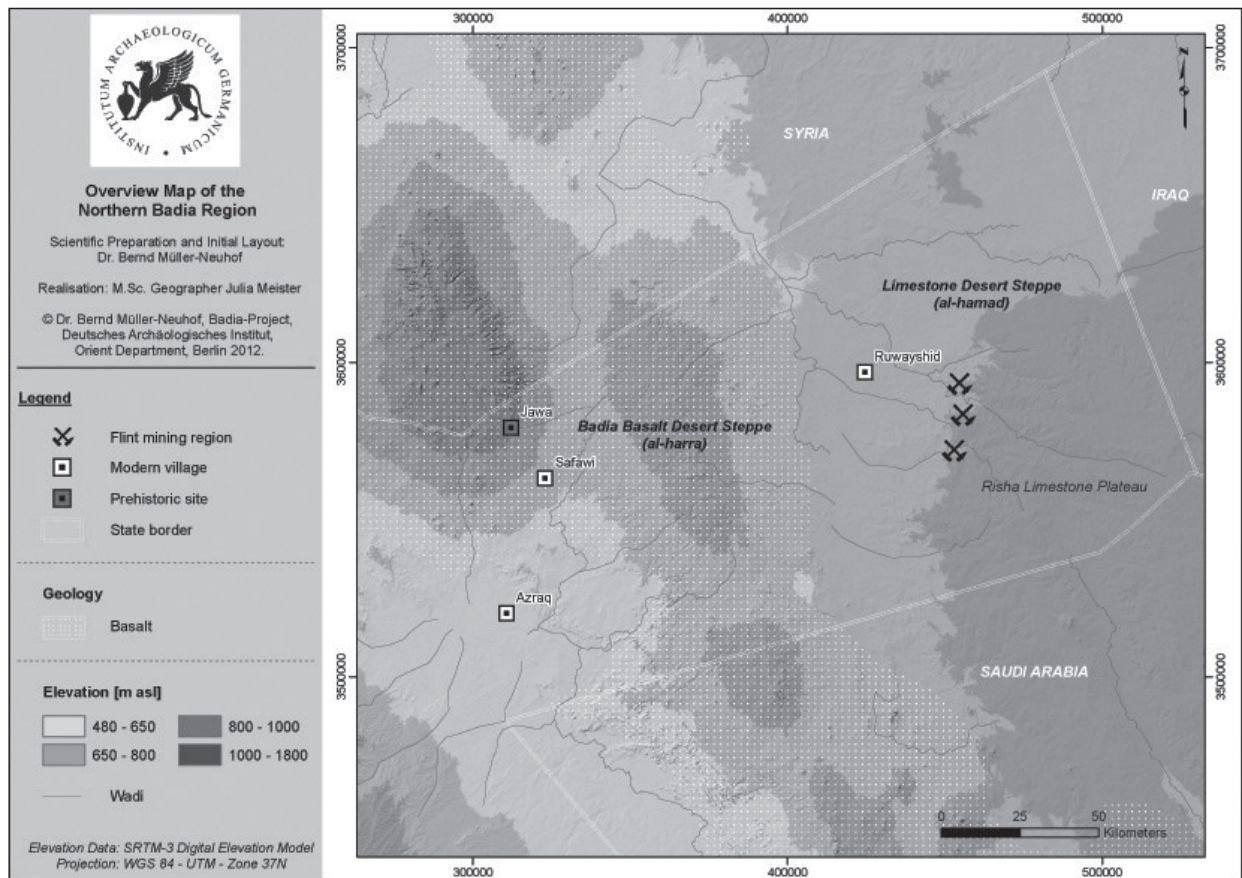 INSTITUTUM ARCHAEOLOGICUM GERMANICUM
Overview Map of the
Northern Badia Region
Scientific Preparation and Initial Layout:
Dr. Bernd Müller-Neuhof
Realisation: M.Sc. Geographer Julia Meister
© Dr. Bernd Müller-Neuhof, Badia-Project,
Deutsches Archäologisches Institut,
Orient Department, Berlin 2012.
Legend
Flint mining region
Modern village
Prehistoric site
State border
Geology
Basalt
Elevation [m asl]
480 - 650
800 - 1000
650 - 800
1000 - 1800
Wadi
Elevation Data: SRTM-3 Digital Elevation Model
Projection: WGS 84 - UTM - Zone 37N
300000
400000
500000
3700000
3700000
N
SYRIA
IRAQ
Limestone Desert Steppe
(al-hamad)
3600000
3600000
Ruwayshid
Jawa
Badia Basalt Desert Steppe
(al-harra)
Safawi
Risha Limestone Plateau
Azraq
SAUDI ARABIA
3500000
3500000
0 25 50
Kilometers
300000
400000
500000